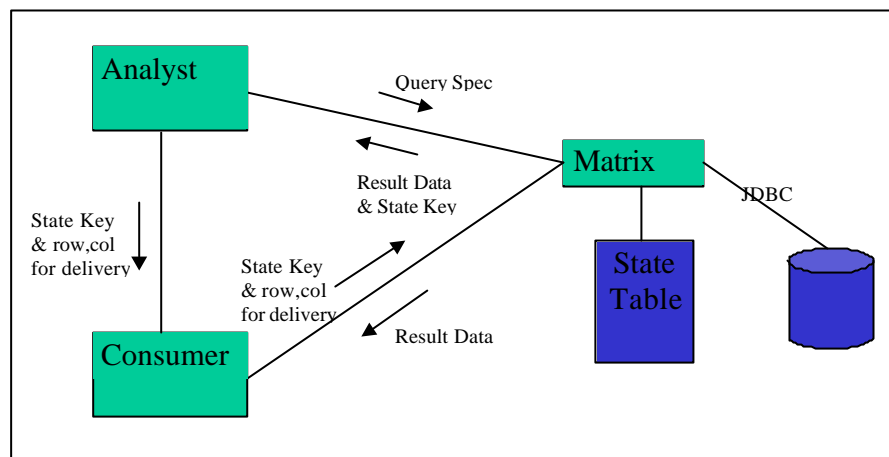 Analyst
Query Spec
Matrix
JDBC
Result Data
& State Key
State Key
& row,col
for delivery
State Key
& row,col
for delivery
State
Table
Result Data
Consumer